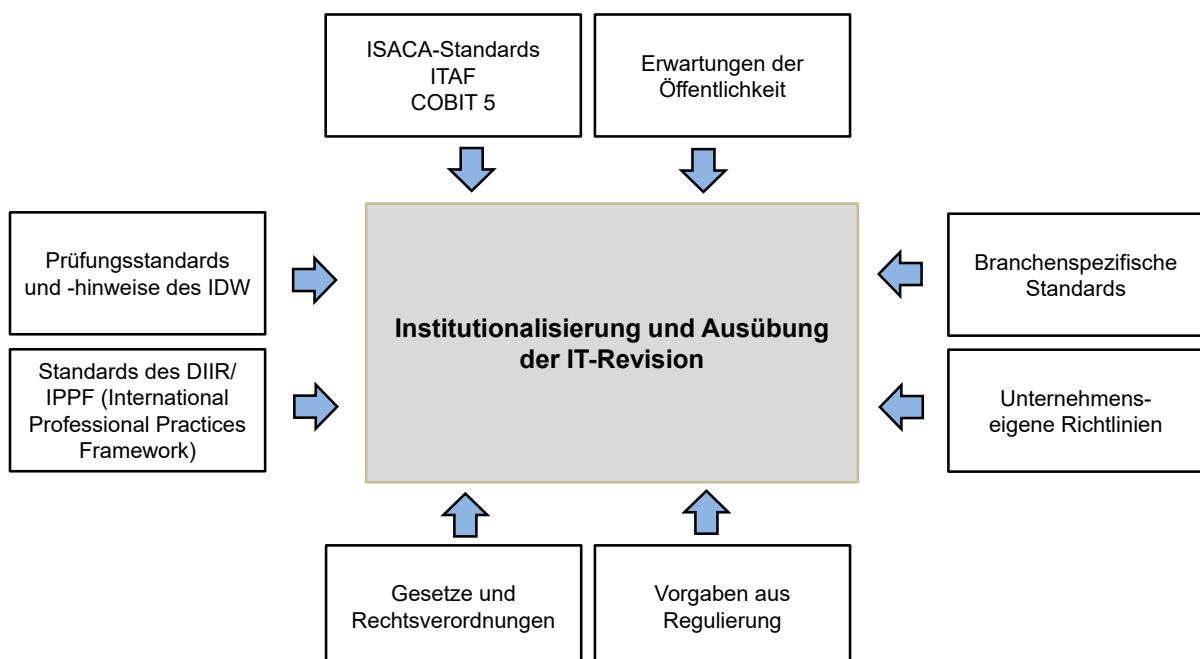 ISACA-Standards
ITAF
COBIT 5
Erwartungen der
Öffentlichkeit
Prüfungsstandards
und -hinweise des IDW
Standards des DIIR/
IPPF (International
Professional Practices
Framework)
Institutionalisierung und Ausübung
der IT-Revision
Branchenspezifische
Standards
Unternehmens-
eigene Richtlinien
Gesetze und
Rechtsverordnungen
Vorgaben aus
Regulierung